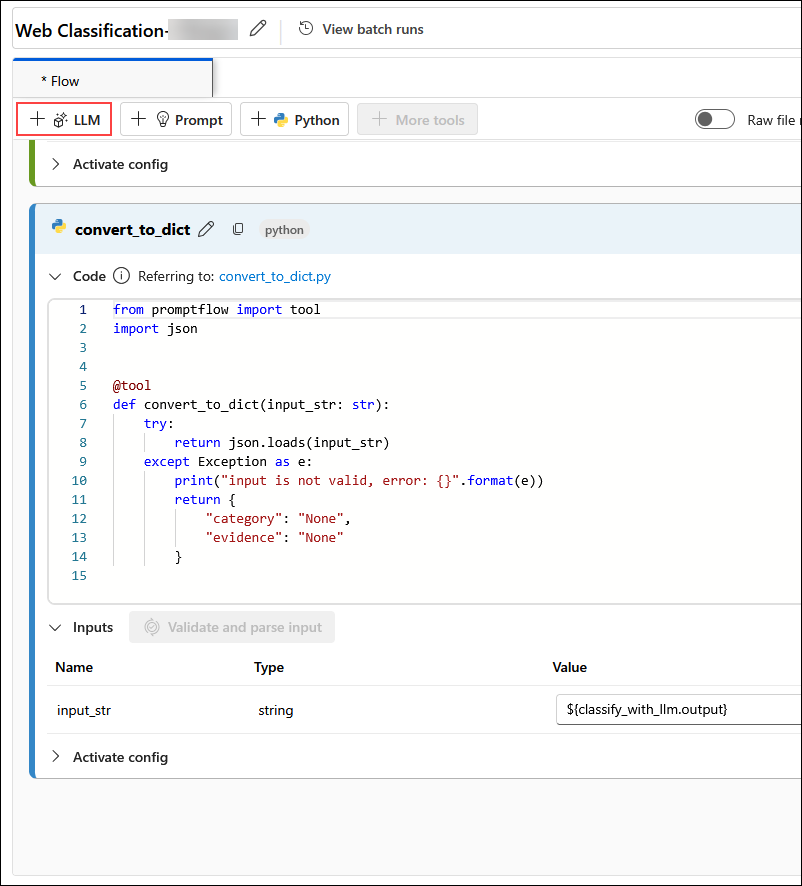 Web Classification-
View batch runs
* Flow
LLM
Prompt
Python
More tools
Raw file
Activate config
convert_to_dict
python
Code
Referring to: convert_to_dict.py
1 from promptflow import tool
2 import json
3
4
5 @tool
6 def convert_to_dict(input_str: str):
7     try:
8         return json.loads(input_str)
9     except Exception as e:
10         print("input is not valid, error: {}".format(e))
11         return {
12             "category": "None",
13             "evidence": "None"
14         }
15
Inputs
Validate and parse input
Name Type Value
input_str string ${classify_with_llm.output}
Activate config